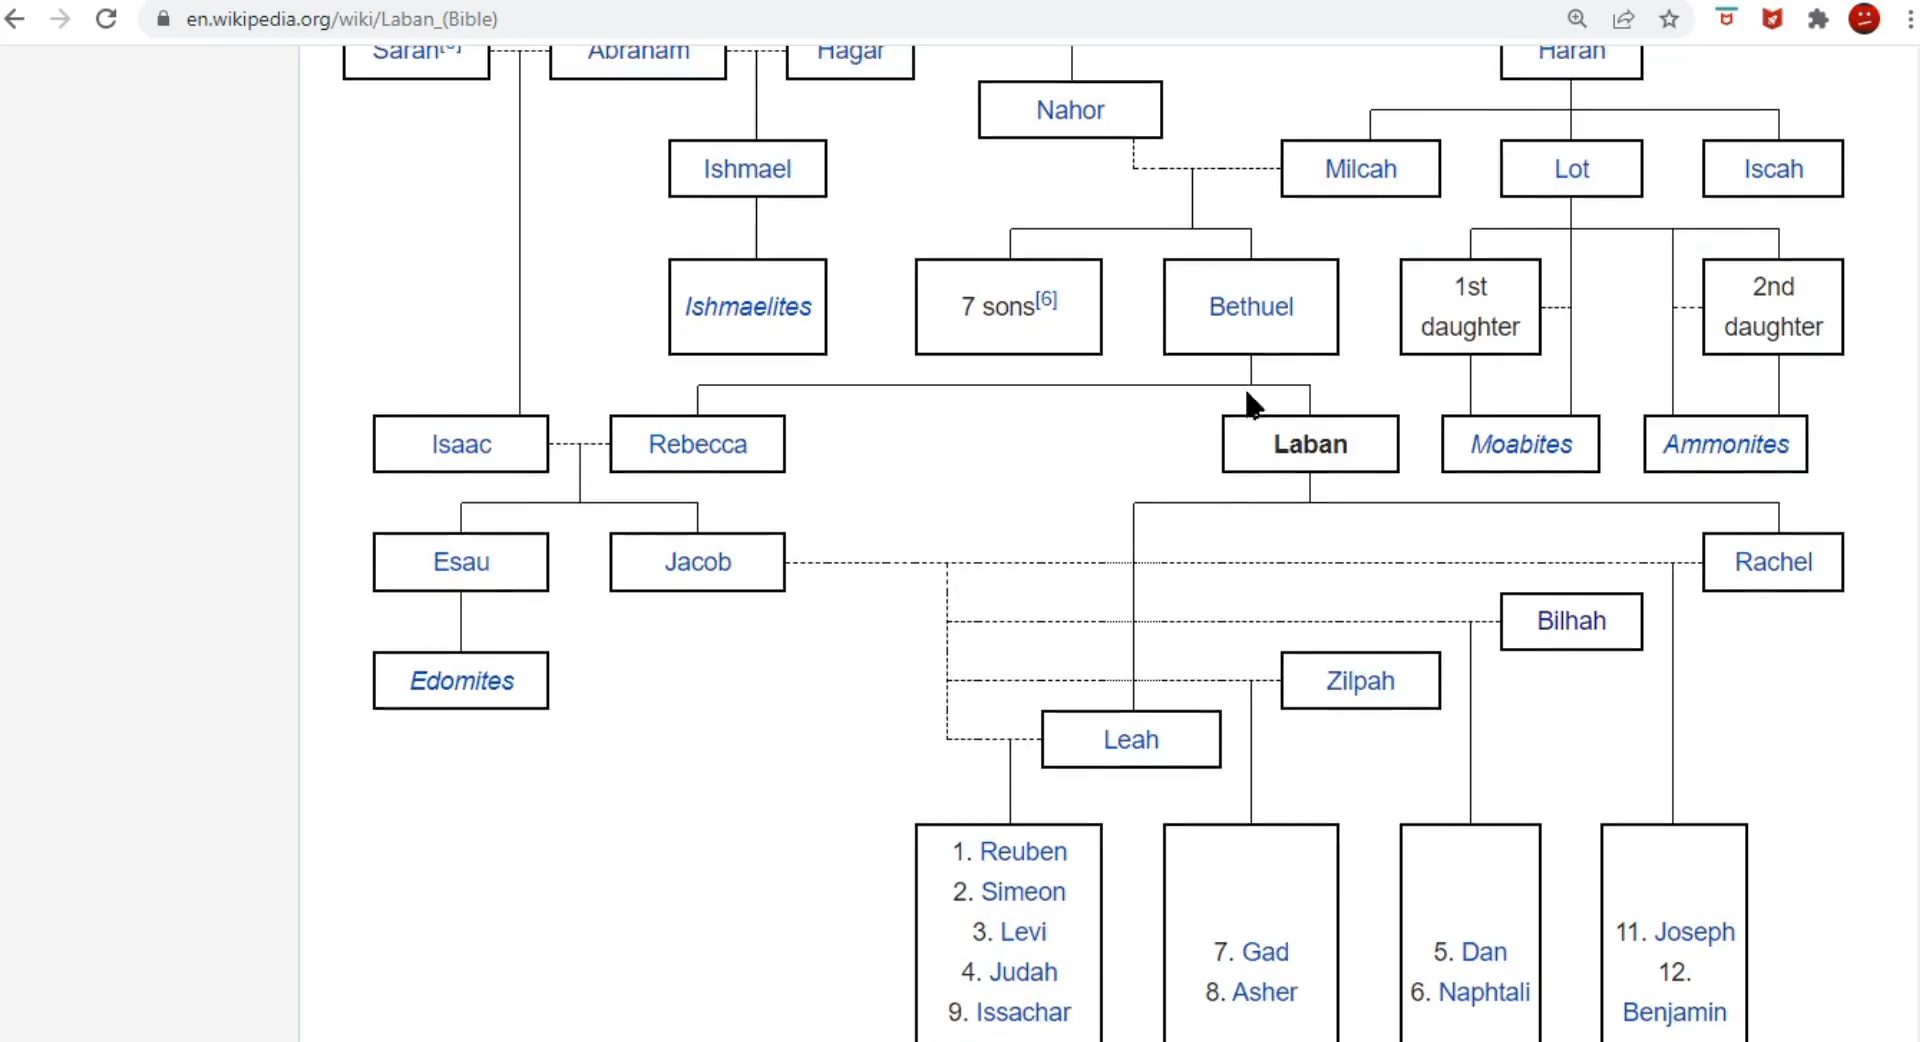 en.wikipedia.org/wiki/Laban_(Bible)
Sarah
Abraham
Hagar
Haran
Nahor
Ishmael
Milcah
Lot
Iscah
Ishmaelites
7 sons[6]
Bethuel
1st
daughter
2nd
daughter
Isaac
Rebecca
Laban
Moabites
Ammonites
Esau
Jacob
Rachel
Bilhah
Edomites
Zilpah
Leah
1. Reuben
2. Simeon
3. Levi
4. Judah
9. Issachar
7. Gad
8. Asher
5. Dan
6. Naphtali
11. Joseph
12.
Benjamin